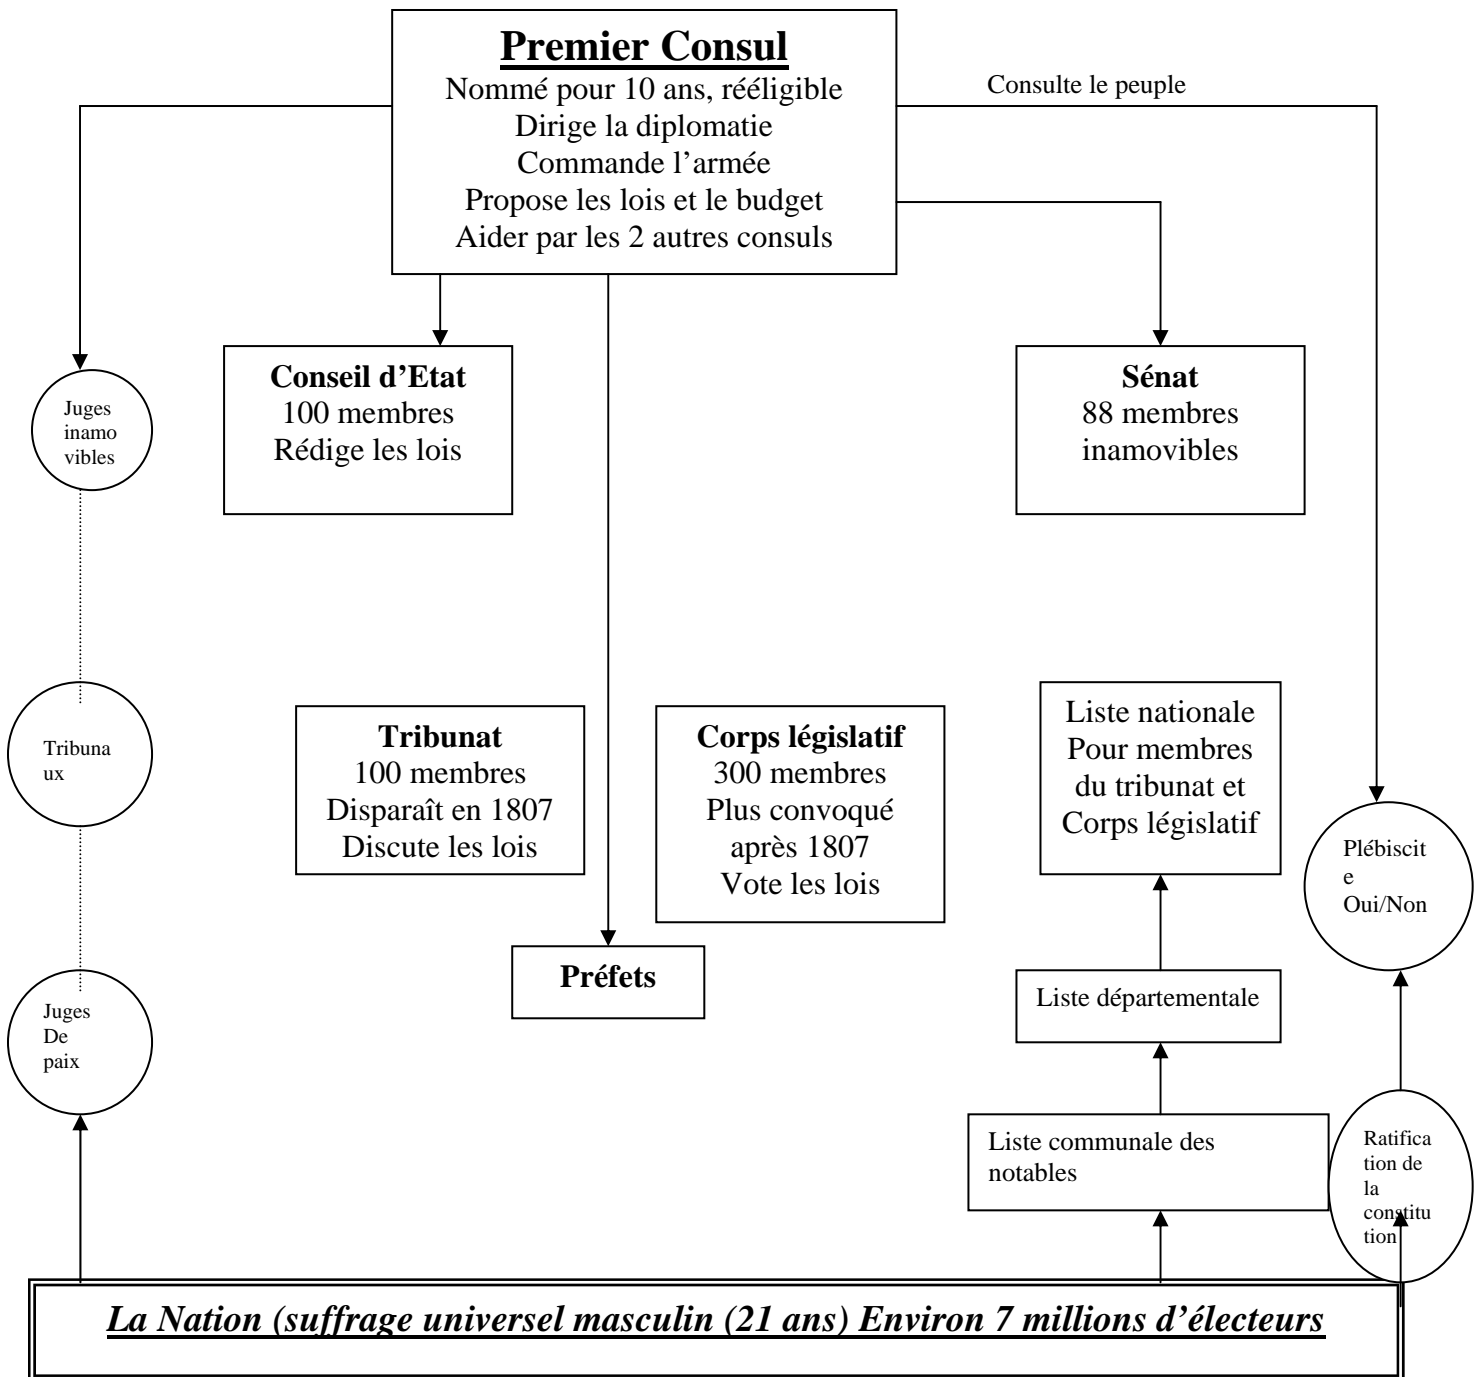 Premier Consul
Nommé pour 10 ans, rééligible
Dirige la diplomatie
Commande l’armée
Propose les lois et le budget
Aider par les 2 autres consuls
Consulte le peuple
Juges
inamo
vibles
Conseil d’Etat
100 membres
Rédige les lois
Sénat
88 membres
inamovibles
Tribuna
ux
Tribunat
100 membres
Disparaît en 1807
Discute les lois
Corps législatif
300 membres
Plus convoqué
après 1807
Vote les lois
Liste nationale
Pour membres
du tribunat et
Corps législatif
Plébiscit
e
Oui/Non
Préfets
Liste départementale
Juges
De
paix
Liste communale des
notables
Ratifica
tion de
la
constitu
tion
La Nation (suffrage universel masculin (21 ans) Environ 7 millions d’électeurs